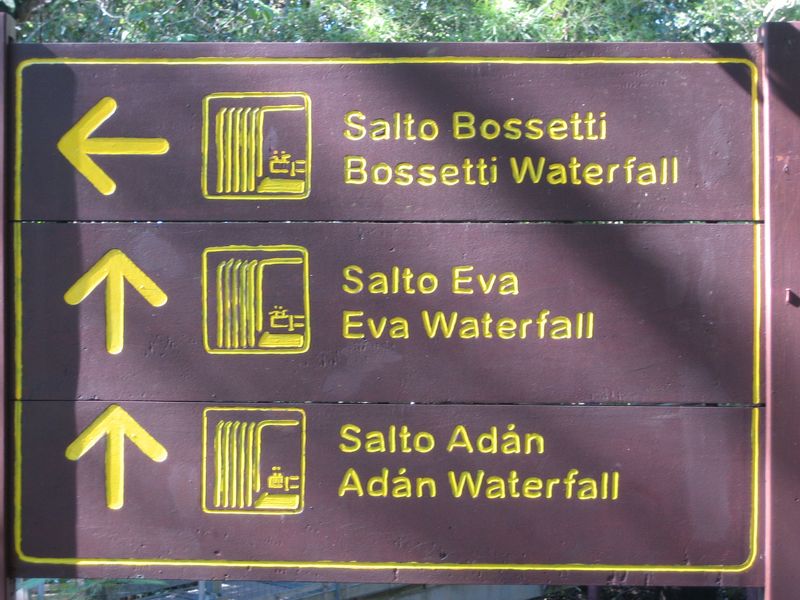 Salto Bossetti
Bossetti Waterfall
Salto Eva
Eva Waterfall
Salto Adán
Adán Waterfall